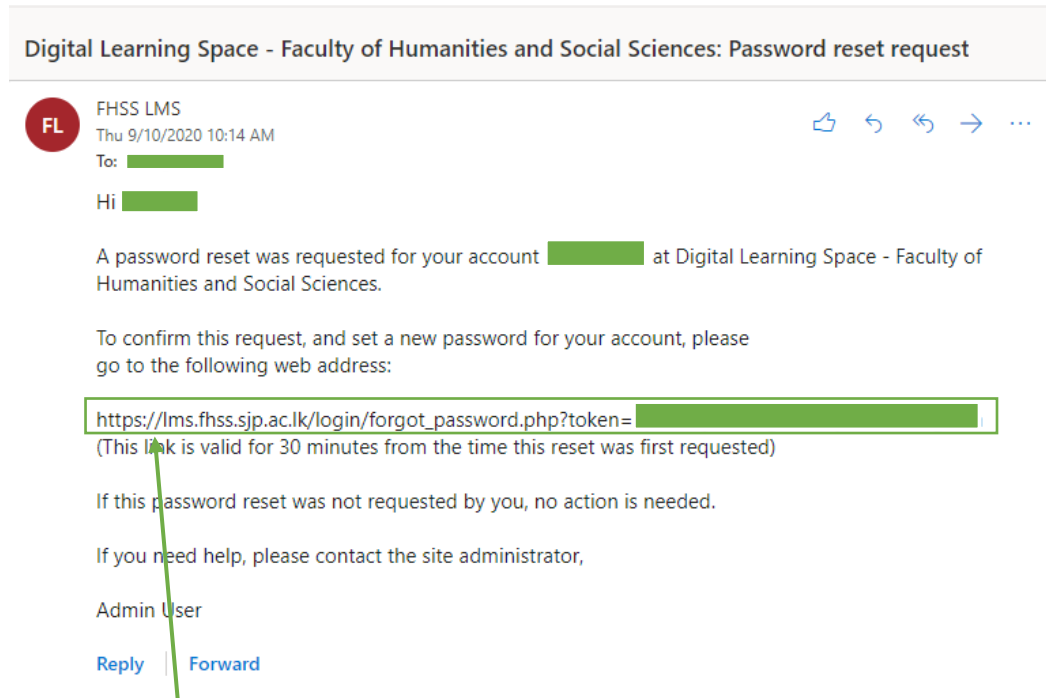 Digital Learning Space - Faculty of Humanities and Social Sciences: Password reset request
FL
FHSS LMS
Thu 9/10/2020 10:14 AM
To:
Hi
A password reset was requested for your account at Digital Learning Space - Faculty of
Humanities and Social Sciences.
To confirm this request, and set a new password for your account, please
go to the following web address:
https://lms.fhss.sjp.ac.lk/login/forgot_password.php?token=
(This link is valid for 30 minutes from the time this reset was first requested)
If this password reset was not requested by you, no action is needed.
If you need help, please contact the site administrator,
Admin User
Reply Forward